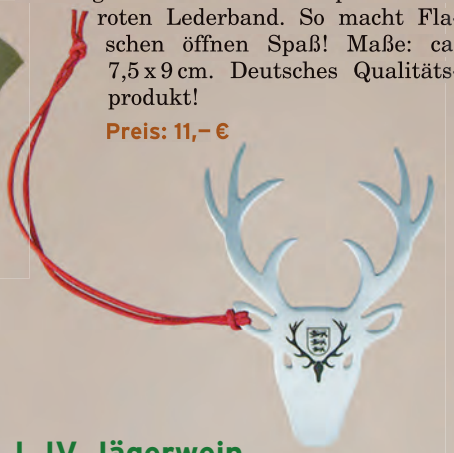 roten Lederband. So macht Fla-
schen öffnen Spaß! Maße: ca.
7,5 x 9 cm. Deutsches Qualitäts-
produkt!
Preis: 11,– €
Jägerwein